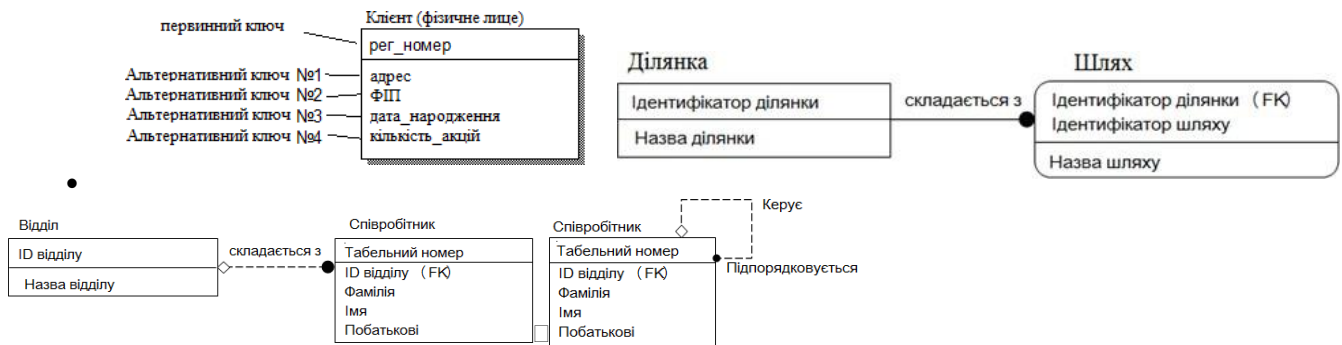 Клієнт (фізичне лице)
первинний ключ
рег_номер
Альтернативний ключ №1
адрес
Альтернативний ключ №2
ФІП
Альтернативний ключ №3
дата_народження
Альтернативний ключ №4
кількість_акцій
Ділянка
Ідентифікатор ділянки
Назва ділянки
складається з
Шлях
Ідентифікатор ділянки (FK)
Ідентифікатор шляху
Назва шляху
Відділ
ID відділу
Назва відділу
складається з
Співробітник
Табельний номер
ID відділу (FK)
Фамілія
Імя
Побатькові
Співробітник
Табельний номер
ID відділу (FK)
Фамілія
Імя
Побатькові
Керує
Підпорядковується